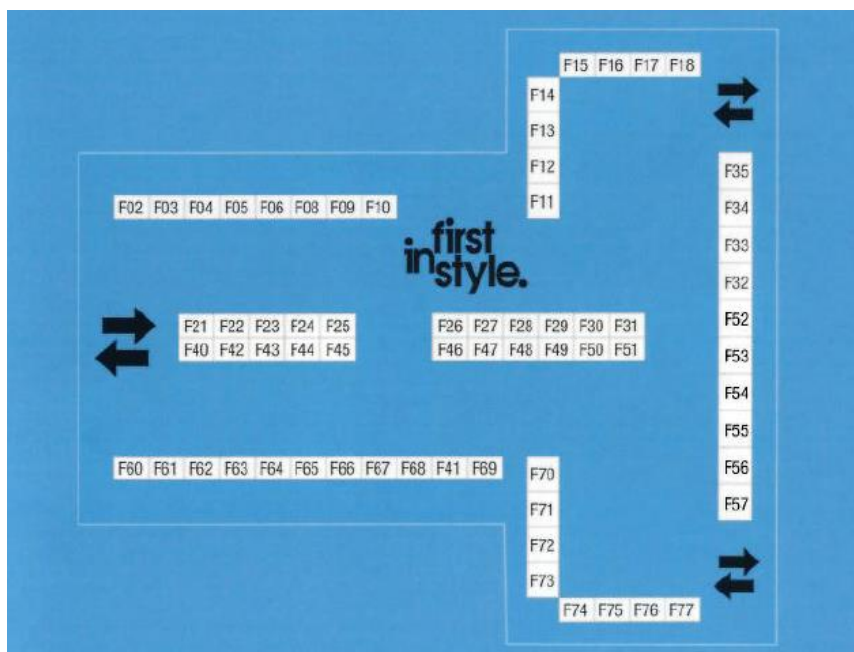 F15 F16 F17 F18
F14
F13
F12
F11
F35
F34
F33
F32
F52
F53
F54
F55
F56
F57
F02 F03 F04 F05 F06 F08 F09 F10
first
in style.
F21 F22 F23 F24 F25
F40 F42 F43 F44 F45
F26 F27 F28 F29 F30 F31
F46 F47 F48 F49 F50 F51
F60 F61 F62 F63 F64 F65 F66 F67 F68 F41 F69
F70
F71
F72
F73
F74 F75 F76 F77